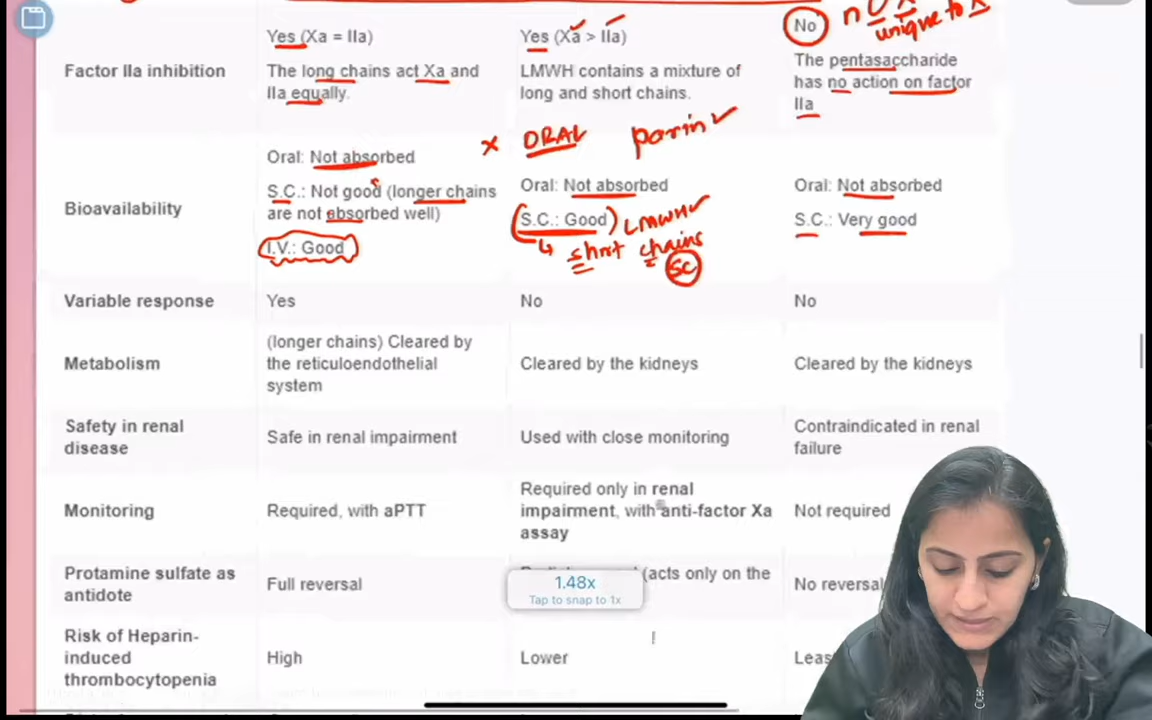 No
n
unique to X
Yes (Xa = IIa)
Yes (Xa > IIa)
Factor IIa inhibition
The long chains act Xa and
IIa equally.
LMWH contains a mixture of
long and short chains.
The pentasaccharide
has no action on factor
IIa
x ORAL parin ✓
Bioavailability
Oral: Not absorbed
S.C.: Not good (longer chains
are not absorbed well)
I.V.: Good
Oral: Not absorbed
S.C.: Good) LMWH ✓
↳ short chains
SC
Oral: Not absorbed
S.C.: Very good
Variable response
Yes
No
No
Metabolism
(longer chains) Cleared by
the reticuloendothelial
system
Cleared by the kidneys
Cleared by the kidneys
Safety in renal
disease
Safe in renal impairment
Used with close monitoring
Contraindicated in renal
failure
Monitoring
Required, with aPTT
Required only in renal
impairment, with anti-factor Xa
assay
Not required
Protamine sulfate as
antidote
Full reversal
(acts only on the
No reversal
1.48x
Tap to snap to 1x
Risk of Heparin-
induced
thrombocytopenia
High
Lower